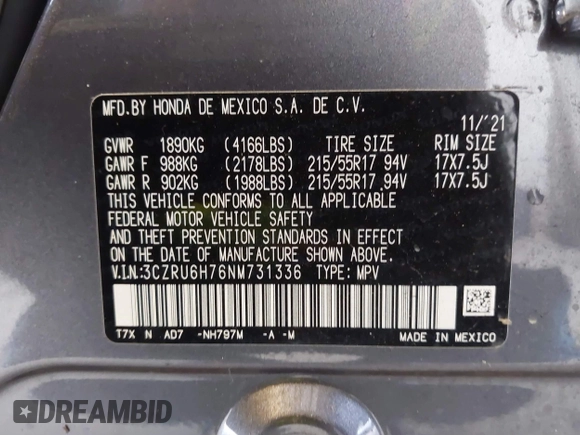 MFD.BY HONDA DE MEXICO S.A. DE C.V.
11/'21
GVWR 1890KG (4166LBS) TIRE SIZE RIM SIZE
GAWR F 988KG (2178LBS) 215/55R17 94V 17X7.5J
GAWR R 902KG (1988LBS) 215/55R17 94V 17X7.5J
THIS VEHICLE CONFORMS TO ALL APPLICABLE
FEDERAL MOTOR VEHICLE SAFETY
AND THEFT PREVENTION STANDARDS IN EFFECT
ON THE DATE OF MANUFACTURE SHOWN ABOVE.
V.I.N.:3CZRU6H76NM731336 TYPE: MPV
T7X N AD7 -NH797M -A -M
MADE IN MEXICO
DREAMBID